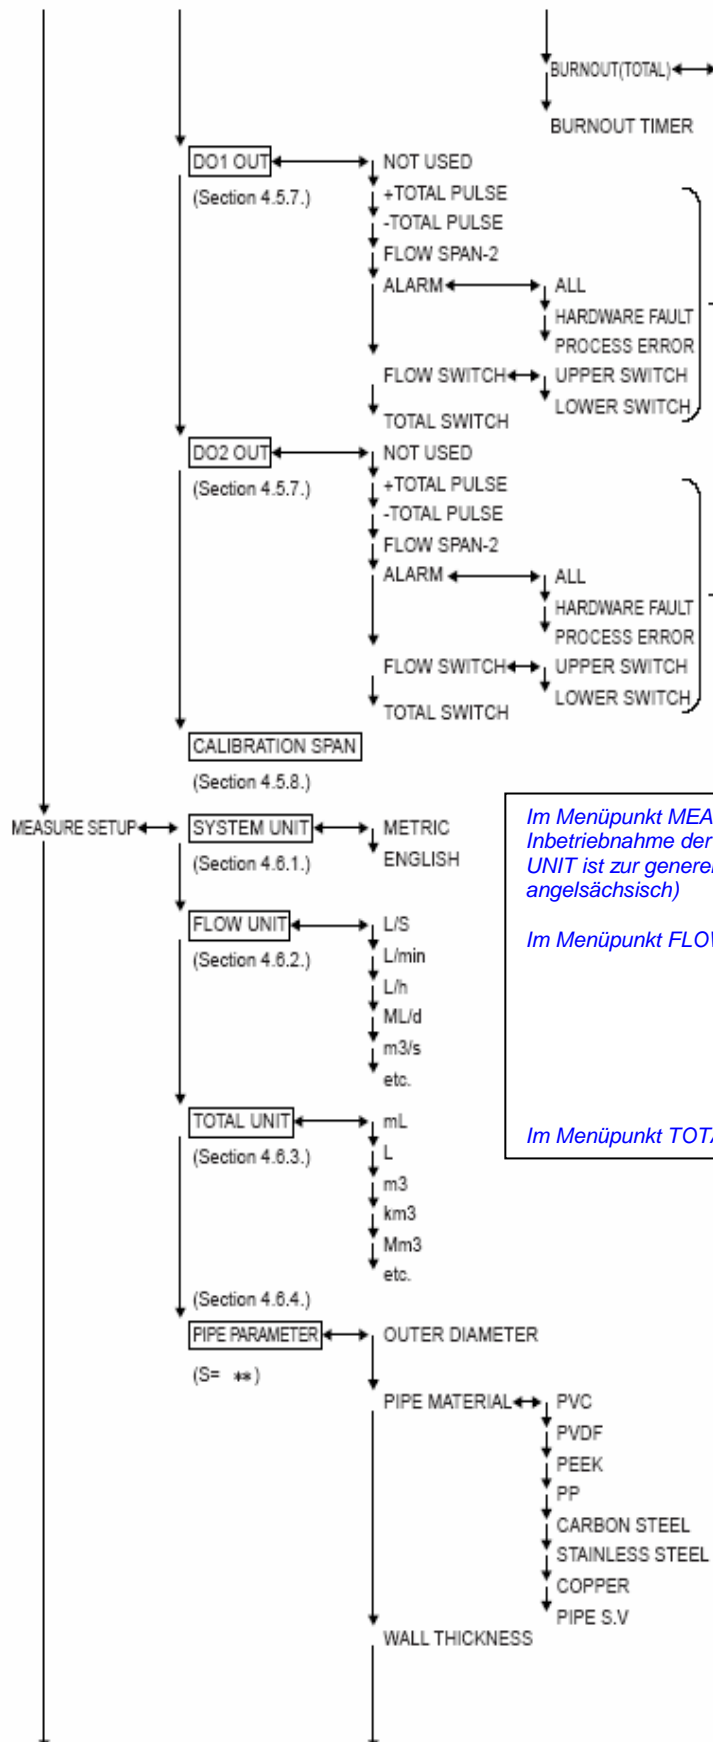 BURNOUT(TOTAL)
BURNOUT TIMER
DO1 OUT
NOT USED
(Section 4.5.7.)
+TOTAL PULSE
-TOTAL PULSE
FLOW SPAN-2
ALARM
ALL
HARDWARE FAULT
PROCESS ERROR
FLOW SWITCH
UPPER SWITCH
LOWER SWITCH
TOTAL SWITCH
DO2 OUT
NOT USED
(Section 4.5.7.)
+TOTAL PULSE
-TOTAL PULSE
FLOW SPAN-2
ALARM
ALL
HARDWARE FAULT
PROCESS ERROR
FLOW SWITCH
UPPER SWITCH
LOWER SWITCH
TOTAL SWITCH
CALIBRATION SPAN
(Section 4.5.8.)
MEASURE SETUP
SYSTEM UNIT
METRIC
(Section 4.6.1.)
ENGLISH
Im Menüpunkt MEA
Inbetriebnahme der
UNIT ist zur genere
angelsächsisch)
FLOW UNIT
L/S
Im Menüpunkt FLOW
(Section 4.6.2.)
L/min
L/h
ML/d
m3/s
etc.
TOTAL UNIT
mL
Im Menüpunkt TOTA
(Section 4.6.3.)
L
m3
km3
Mm3
etc.
(Section 4.6.4.)
PIPE PARAMETER
OUTER DIAMETER
(S= **)
PIPE MATERIAL
PVC
PVDF
PEEK
PP
CARBON STEEL
STAINLESS STEEL
COPPER
PIPE S.V
WALL THICKNESS